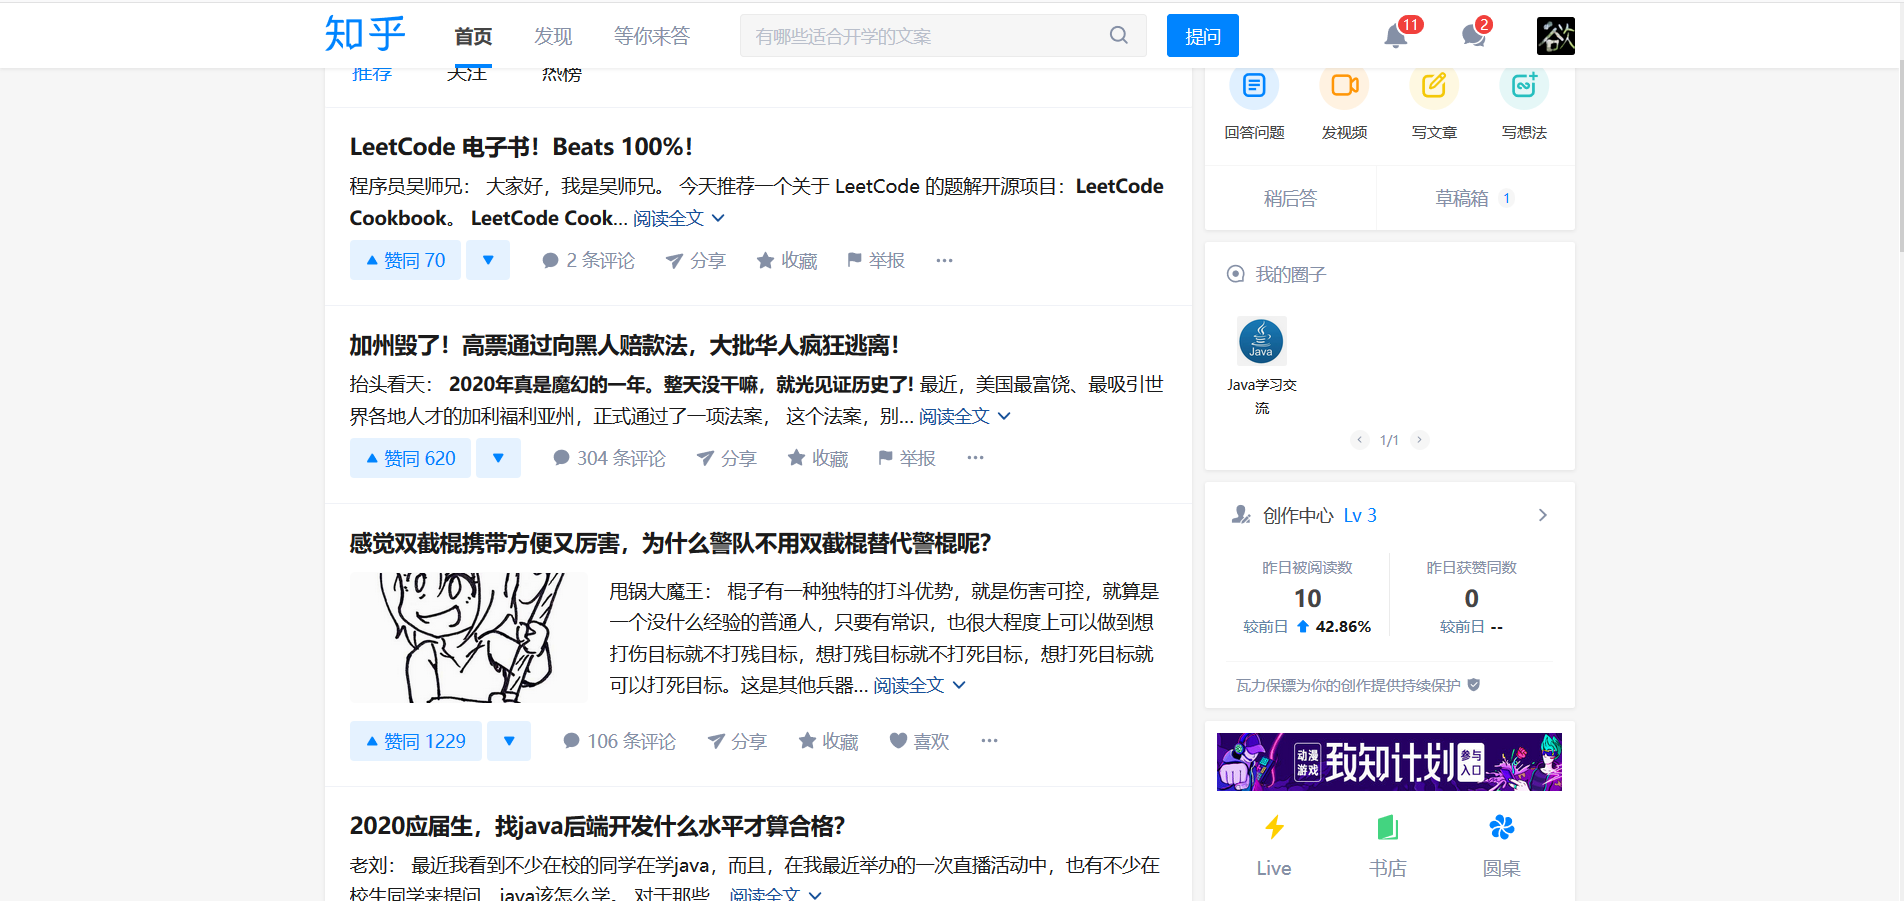 知乎 首页 发现 等你来答 有哪些适合开学的文案 提问 11 2 谷欠
推荐 关注 热榜
LeetCode 电子书！Beats 100%！
程序员吴师兄： 大家好，我是吴师兄。 今天推荐一个关于 LeetCode 的题解开源项目：LeetCode
Cookbook。 LeetCode Cook... 阅读全文
赞同 70 2 条评论 分享 收藏 举报 ···
加州毁了！高票通过向黑人赔款法，大批华人疯狂逃离！
抬头看天： 2020年真是魔幻的一年。整天没干嘛，就光见证历史了! 最近，美国最富饶、最吸引世
界各地人才的加利福利亚州，正式通过了一项法案， 这个法案，别... 阅读全文
赞同 620 304 条评论 分享 收藏 举报 ···
感觉双截棍携带方便又厉害，为什么警队不用双截棍替代警棍呢？
甩锅大魔王： 棍子有一种独特的打斗优势，就是伤害可控，就算是
一个没什么经验的普通人，只要有常识，也很大程度上可以做到想
打伤目标就不打残目标，想打残目标就不打死目标，想打死目标就
可以打死目标。这是其他兵器... 阅读全文
赞同 1229 106 条评论 分享 收藏 喜欢 ···
2020应届生，找java后端开发什么水平才算合格？
老刘： 最近我看到不少在校的同学在学java，而且，在我最近举办的一次直播活动中，也有不少在
校生同学来提问，java该怎么学。 对于那些... 阅读全文
回答问题 发视频 写文章 写想法
稍后答 草稿箱 1
我的圈子
Java
Java学习交
流
1/1
创作中心 Lv 3
昨日被阅读数 昨日获赞同数
10 0
较前日 42.86% 较前日 --
瓦力保镖为你的创作提供持续保护
动漫游戏 致知计划 参与入口
Live 书店 圆桌